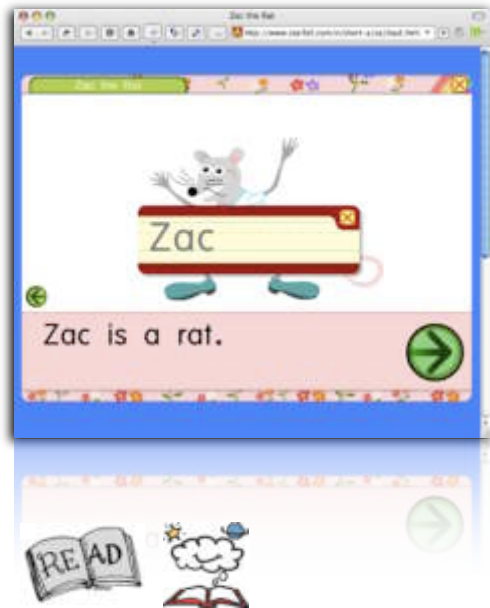 Zac the Rat
Zac the Rat
Zac
Zac is a rat.
READ